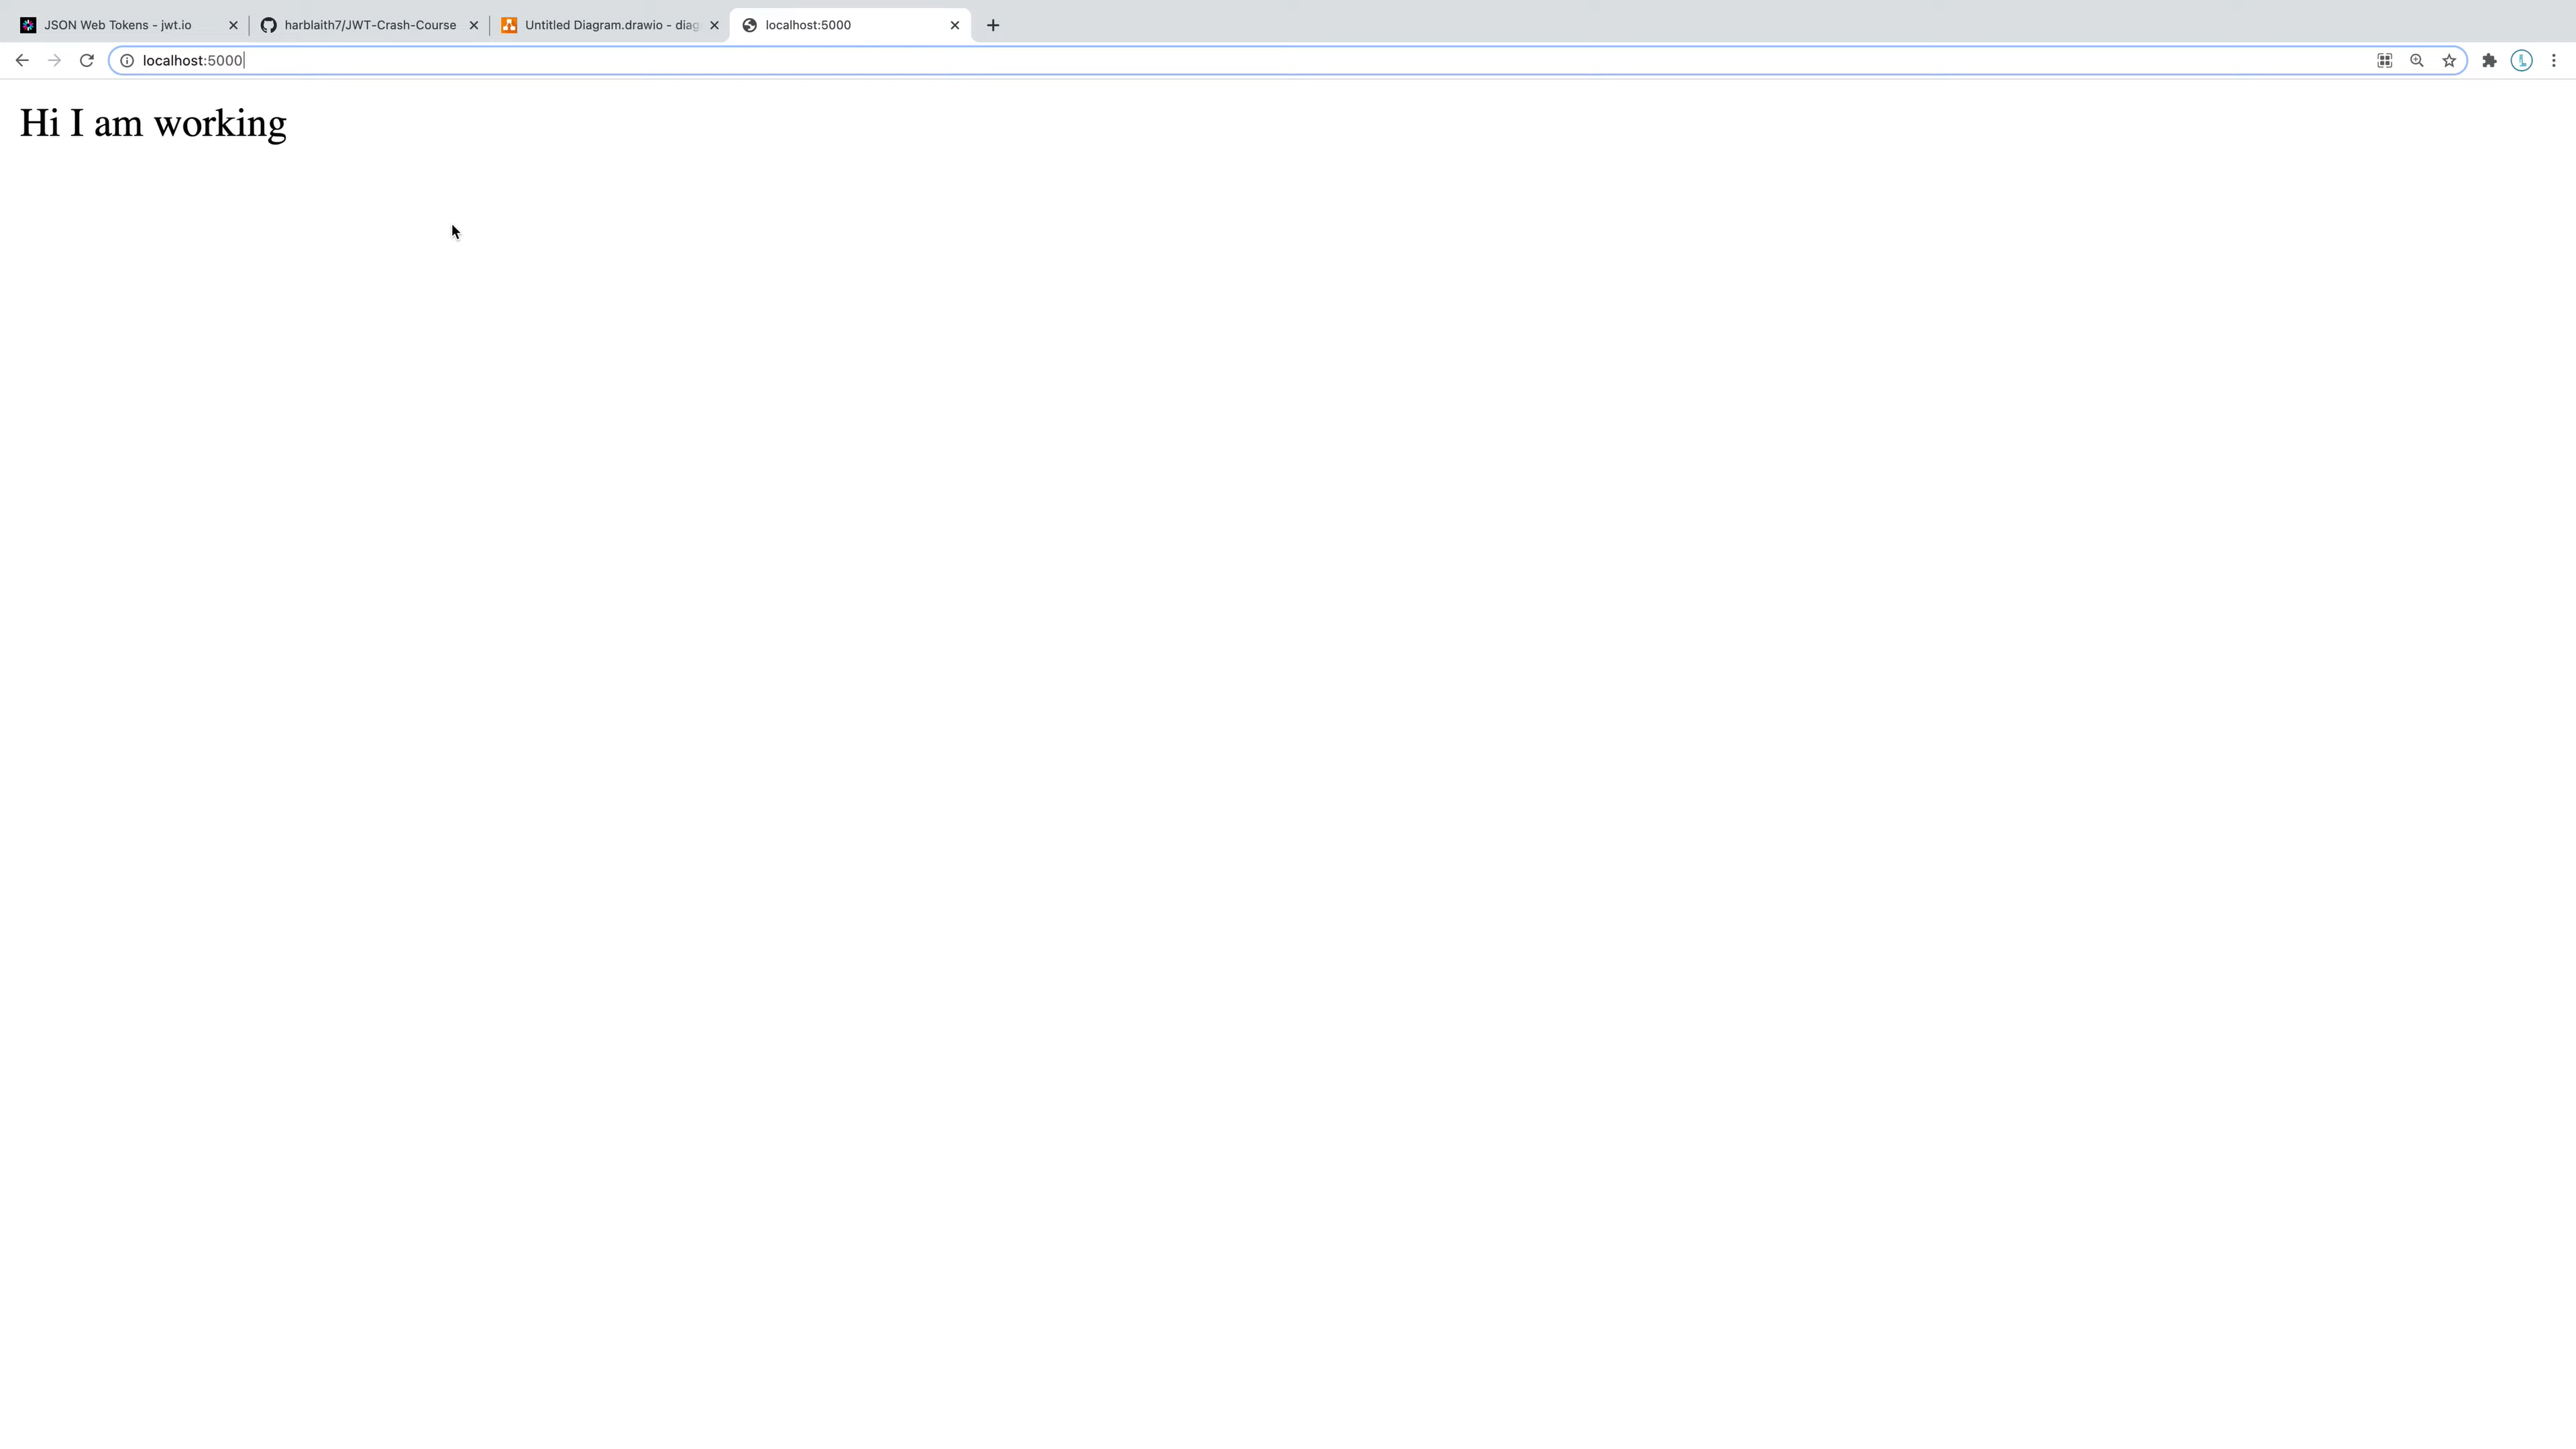 JSON Web Tokens - jwt.io
harblaith7/JWT-Crash-Course
Untitled Diagram.drawio - diag
localhost:5000
localhost:5000
Hi I am working